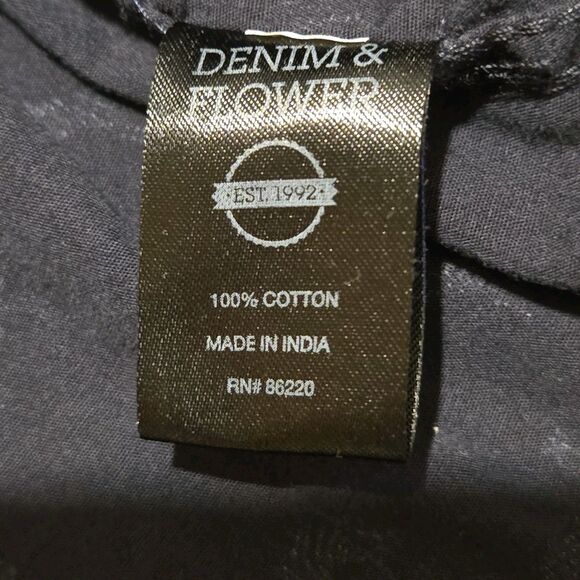 DENIM &
FLOWER
·EST. 1992·
100% COTTON
MADE IN INDIA
RN# 86220